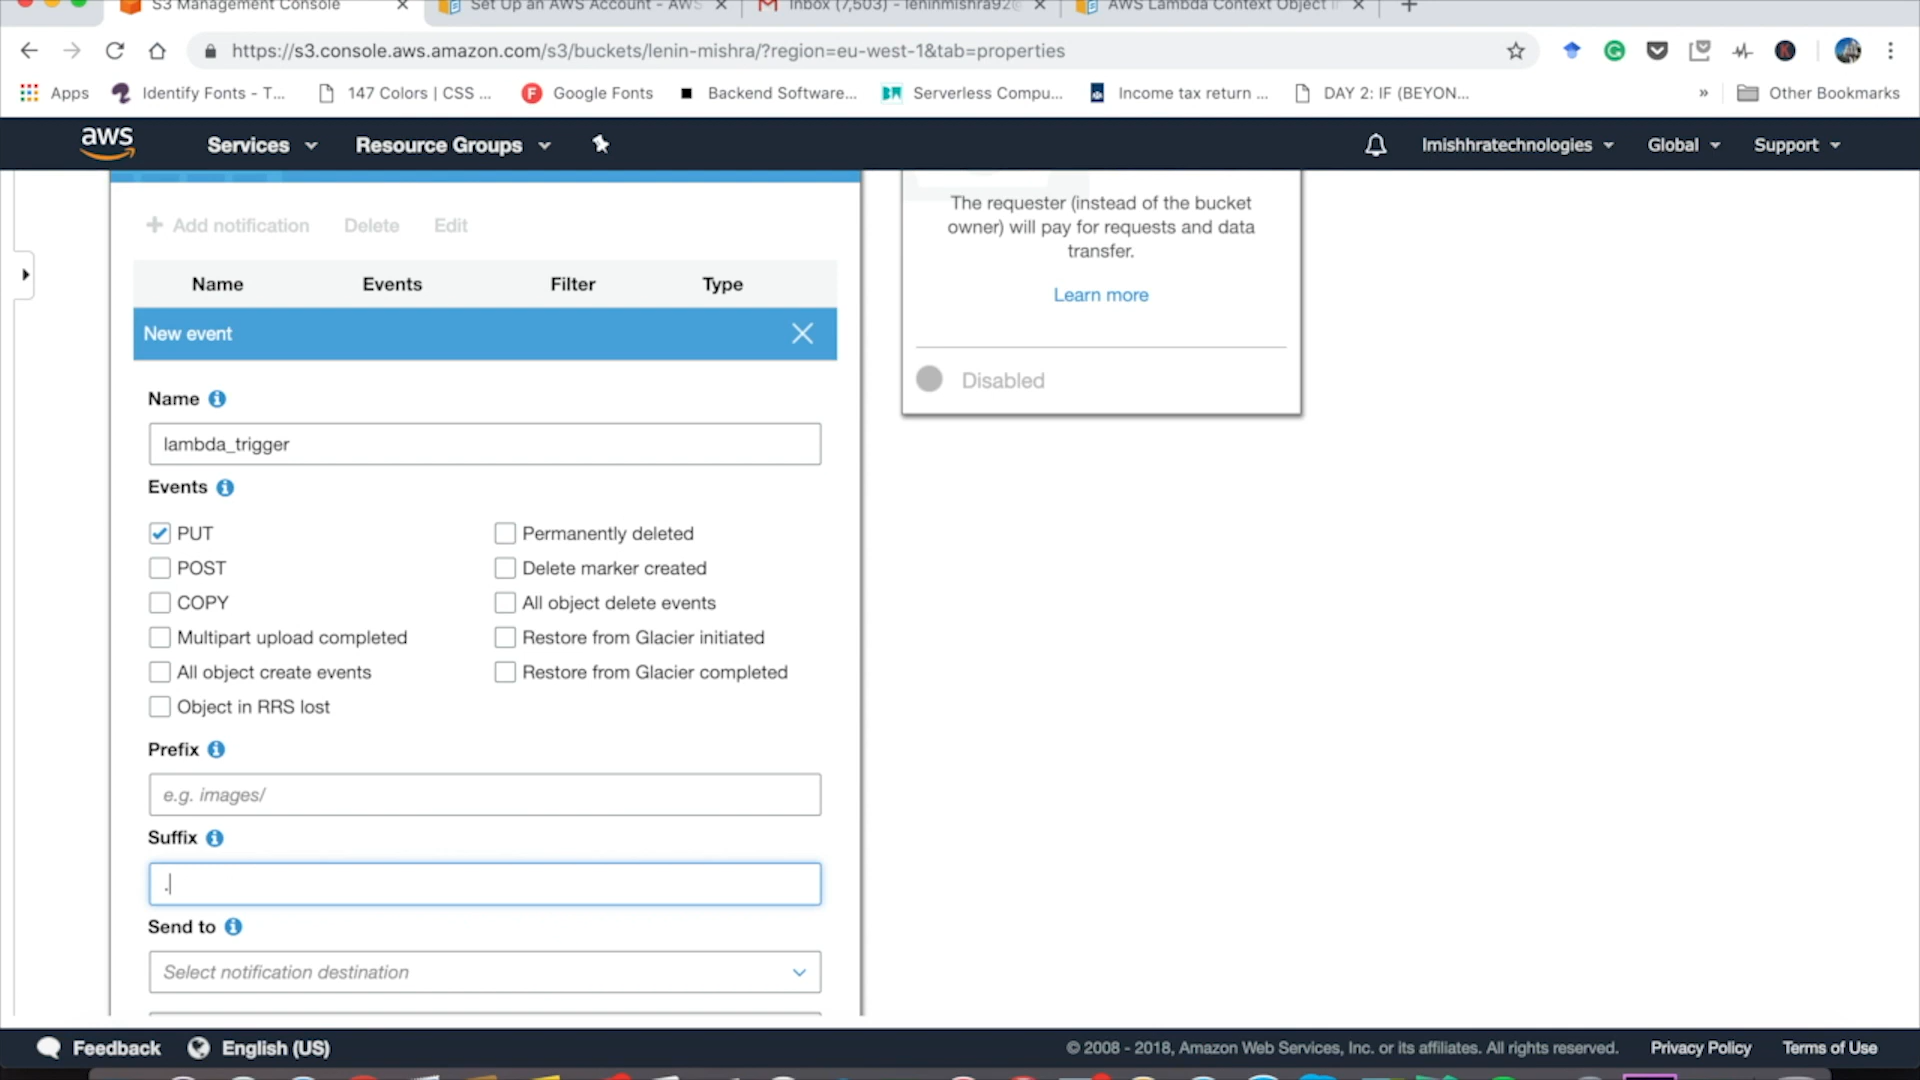 S3 Management Console
Set Up an AWS Account - AWS
Inbox (7,503) - leninmishra92@
AWS Lambda Context Object in
https://s3.console.aws.amazon.com/s3/buckets/lenin-mishra/?region=eu-west-1&tab=properties
Apps
Identify Fonts - T...
147 Colors | CSS ...
Google Fonts
Backend Software...
Serverless Compu...
Income tax return ...
DAY 2: IF (BEYON...
»
Other Bookmarks
aws
Services
Resource Groups
lmishhratechnologies
Global
Support
Add notification
Delete
Edit
Name
Events
Filter
Type
New event
Name
lambda_trigger
Events
PUT
Permanently deleted
POST
Delete marker created
COPY
All object delete events
Multipart upload completed
Restore from Glacier initiated
All object create events
Restore from Glacier completed
Object in RRS lost
Prefix
e.g. images/
Suffix
.
Send to
Select notification destination
The requester (instead of the bucket
owner) will pay for requests and data
transfer.
Learn more
Disabled
Feedback
English (US)
© 2008 - 2018, Amazon Web Services, Inc. or its affiliates. All rights reserved.
Privacy Policy
Terms of Use